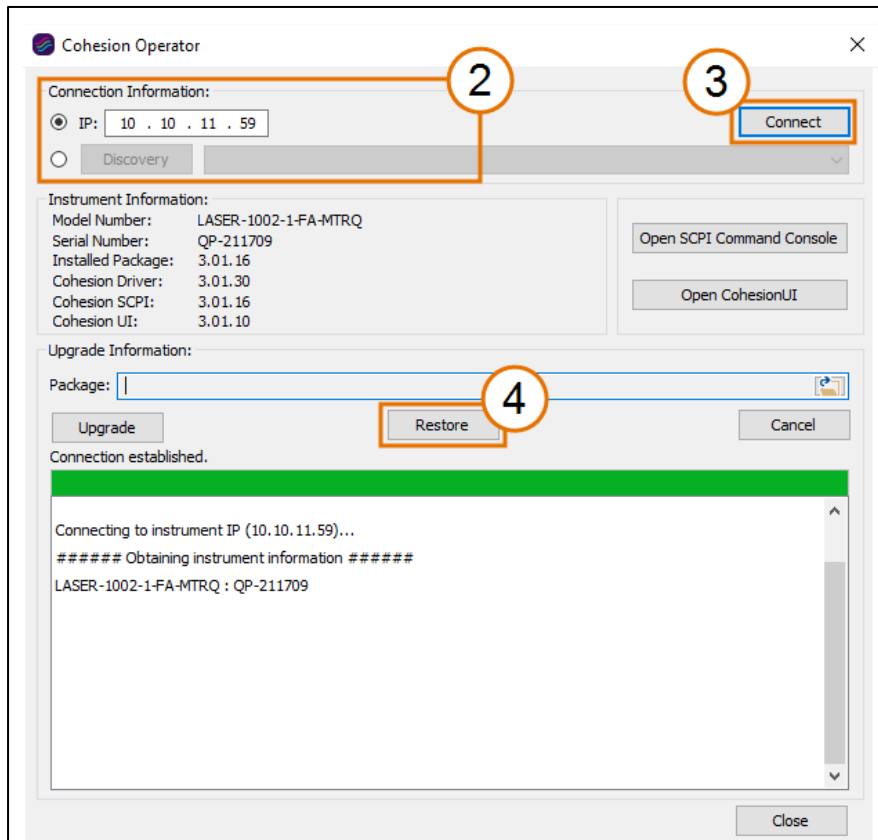 Cohesion Operator
2
3
Connection Information:
IP: 10 . 10 . 11 . 59
Connect
Discovery
Instrument Information:
Model Number: LASER-1002-1-FA-MTRQ
Serial Number: QP-211709
Installed Package: 3.01.16
Cohesion Driver: 3.01.30
Cohesion SCPI: 3.01.16
Cohesion UI: 3.01.10
Open SCPI Command Console
Open CohesionUI
Upgrade Information:
Package:
4
Upgrade
Restore
Cancel
Connection established.
Connecting to instrument IP (10.10.11.59)...
###### Obtaining instrument information ######
LASER-1002-1-FA-MTRQ : QP-211709
Close